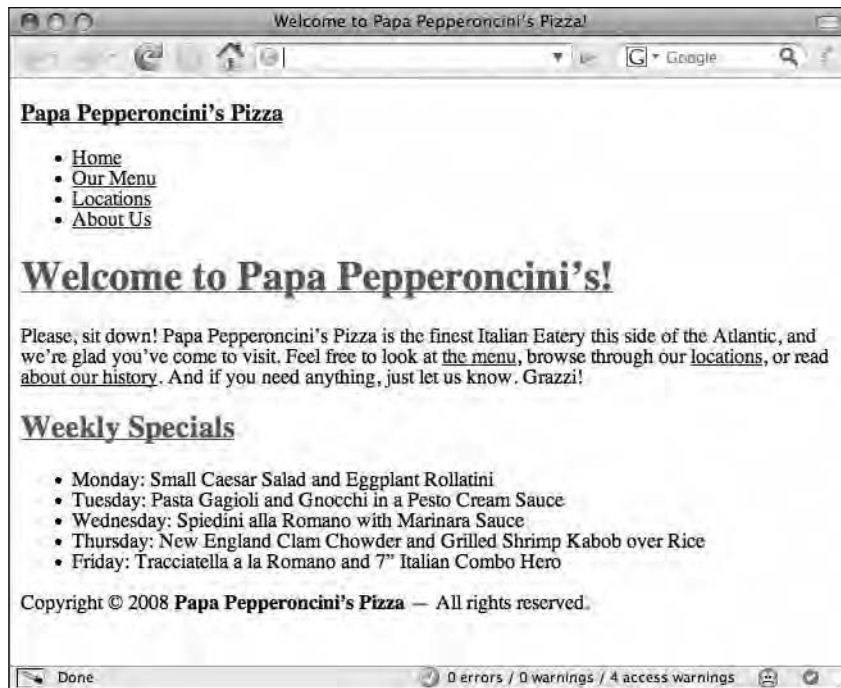 Welcome to Papa Pepperoncini's Pizza!
G Google
Papa Pepperoncini's Pizza
• Home
• Our Menu
• Locations
• About Us
Welcome to Papa Pepperoncini's!
Please, sit down! Papa Pepperoncini's Pizza is the finest Italian Eatery this side of the Atlantic, and
we're glad you've come to visit. Feel free to look at the menu, browse through our locations, or read
about our history. And if you need anything, just let us know. Grazzi!
Weekly Specials
• Monday: Small Caesar Salad and Eggplant Rollatini
• Tuesday: Pasta Gagioli and Gnocchi in a Pesto Cream Sauce
• Wednesday: Spiedini alla Romano with Marinara Sauce
• Thursday: New England Clam Chowder and Grilled Shrimp Kabob over Rice
• Friday: Tracciatella a la Romano and 7” Italian Combo Hero
Copyright © 2008 Papa Pepperoncini's Pizza — All rights reserved.
Done 0 errors / 0 warnings / 4 access warnings